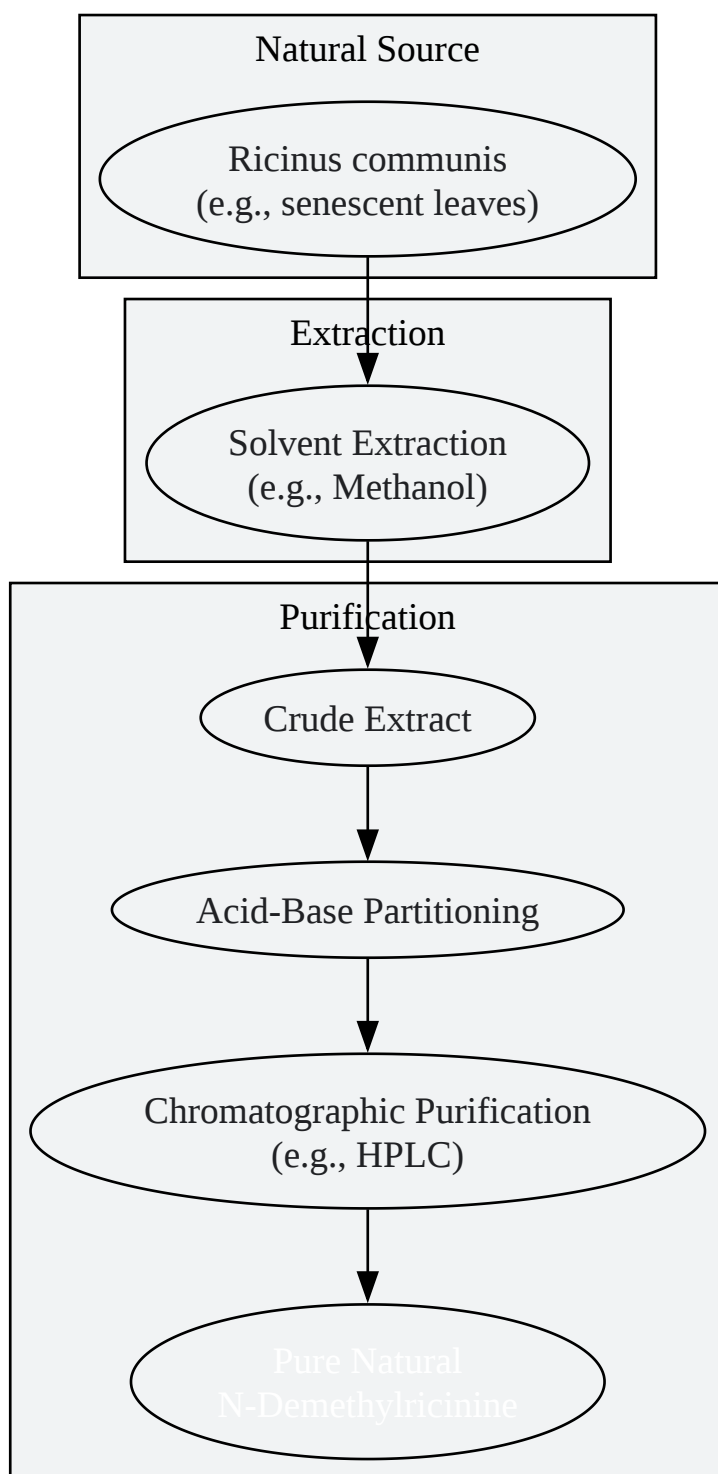 Natural Source
Ricinus communis
(e.g., senescent leaves)
Extraction
Solvent Extraction
(e.g., Methanol)
Purification
Crude Extract
Acid-Base Partitioning
Chromatographic Purification
(e.g., HPLC)
Pure Natural
N-Demethylricinine